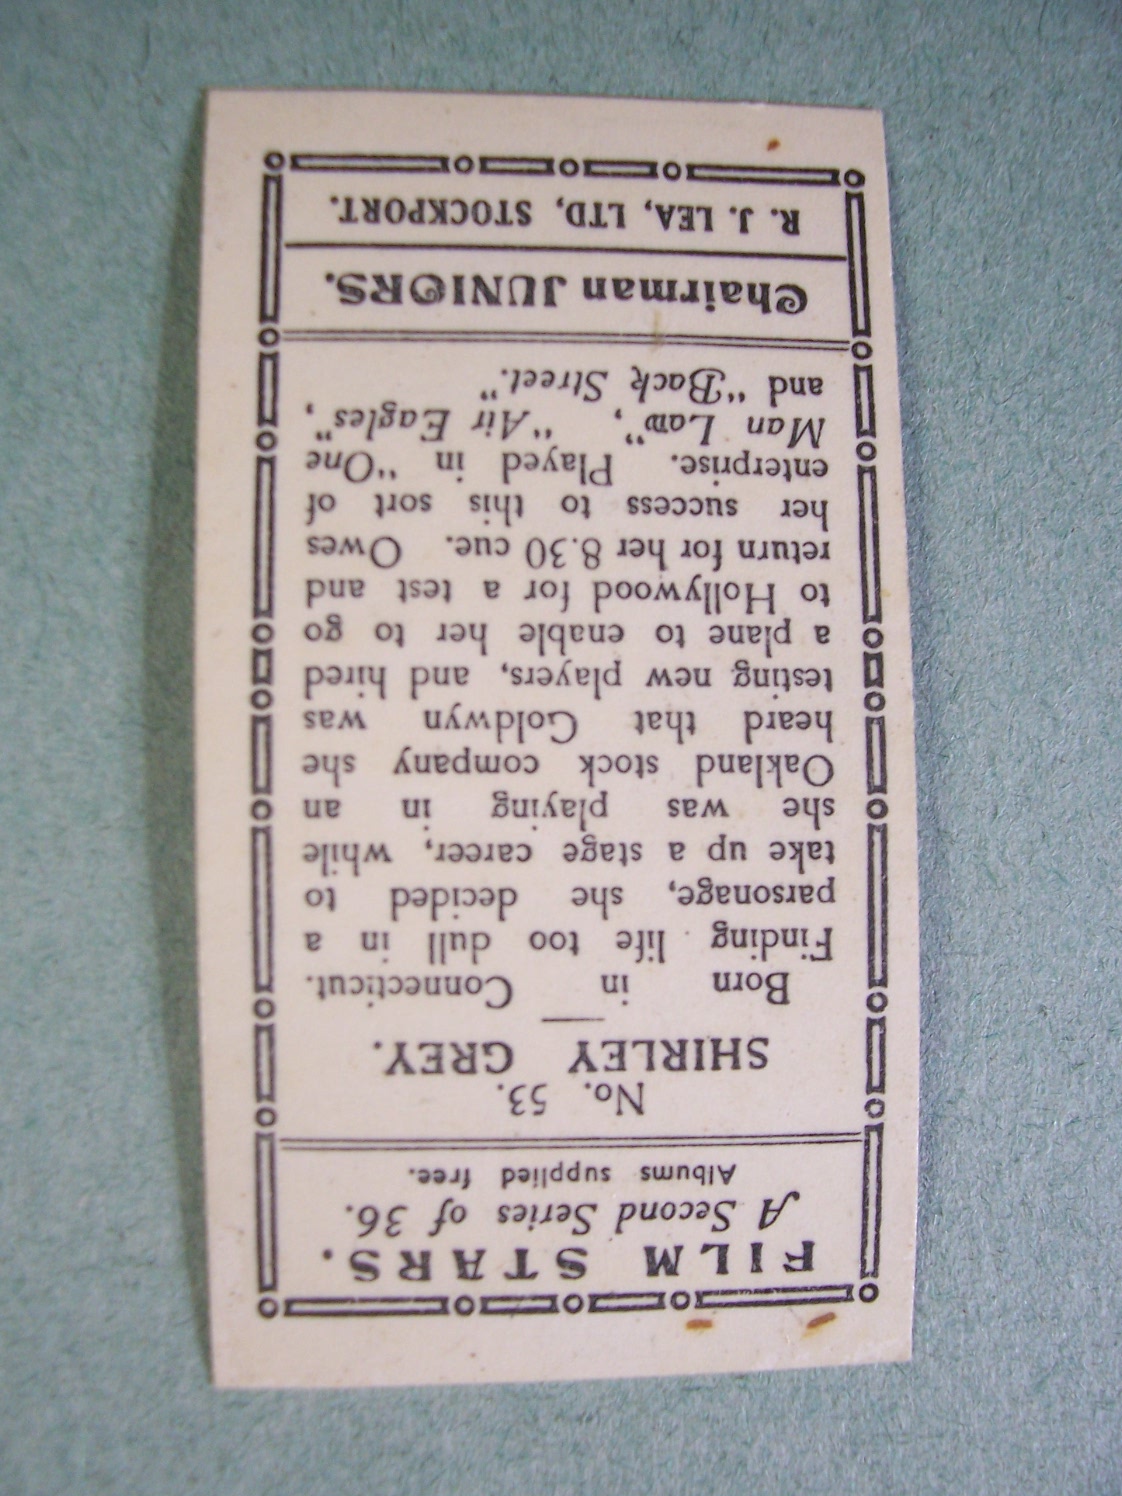 FILM STARS.
A Second Series of 36.
Albums supplied free.
No. 53.
SHIRLEY GREY.
Born in Connecticut.
Finding life too dull in a
parsonage, she decided to
take up a stage career, while
she was playing in an
Oakland stock company she
heard that Goldwyn was
testing new players, and hired
a plane to enable her to go
to Hollywood for a test and
return for her 8.30 cue. Owes
her success to this sort of
enterprise. Played in "One
Man Law", "Air Eagles",
and "Back Street."
Chairman JUNIORS.
R. J. LEA, LTD, STOCKPORT.